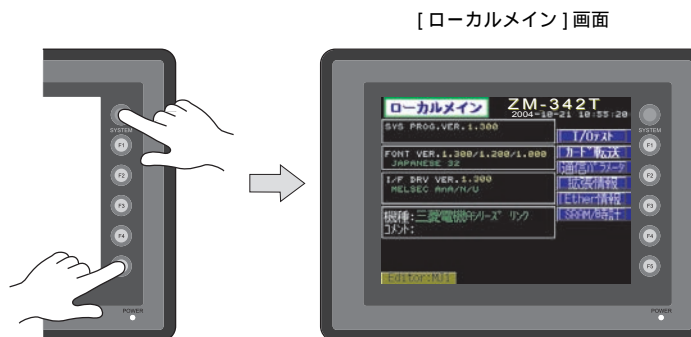 [ ローカルメイン ] 画面
SYSTEM
F1
F2
F3
F4
POWER
ローカルメイン
ZM-342T
2004-10-21 10:55:20
SYS PROG.VER.1.300
FONT VER.1.300/1.200/1.000
JAPANESE 32
I/F DRV VER.1.300
MELSEC AnA/N/U
機種:三菱電機Aシリーズ リンク
コメント:
Editor:MJ1
I/Oテスト
カード転送
通信パラメータ
拡張情報
Ether情報
SRAM/時計
SYSTEM
F1
F2
F3
F4
F5
POWER